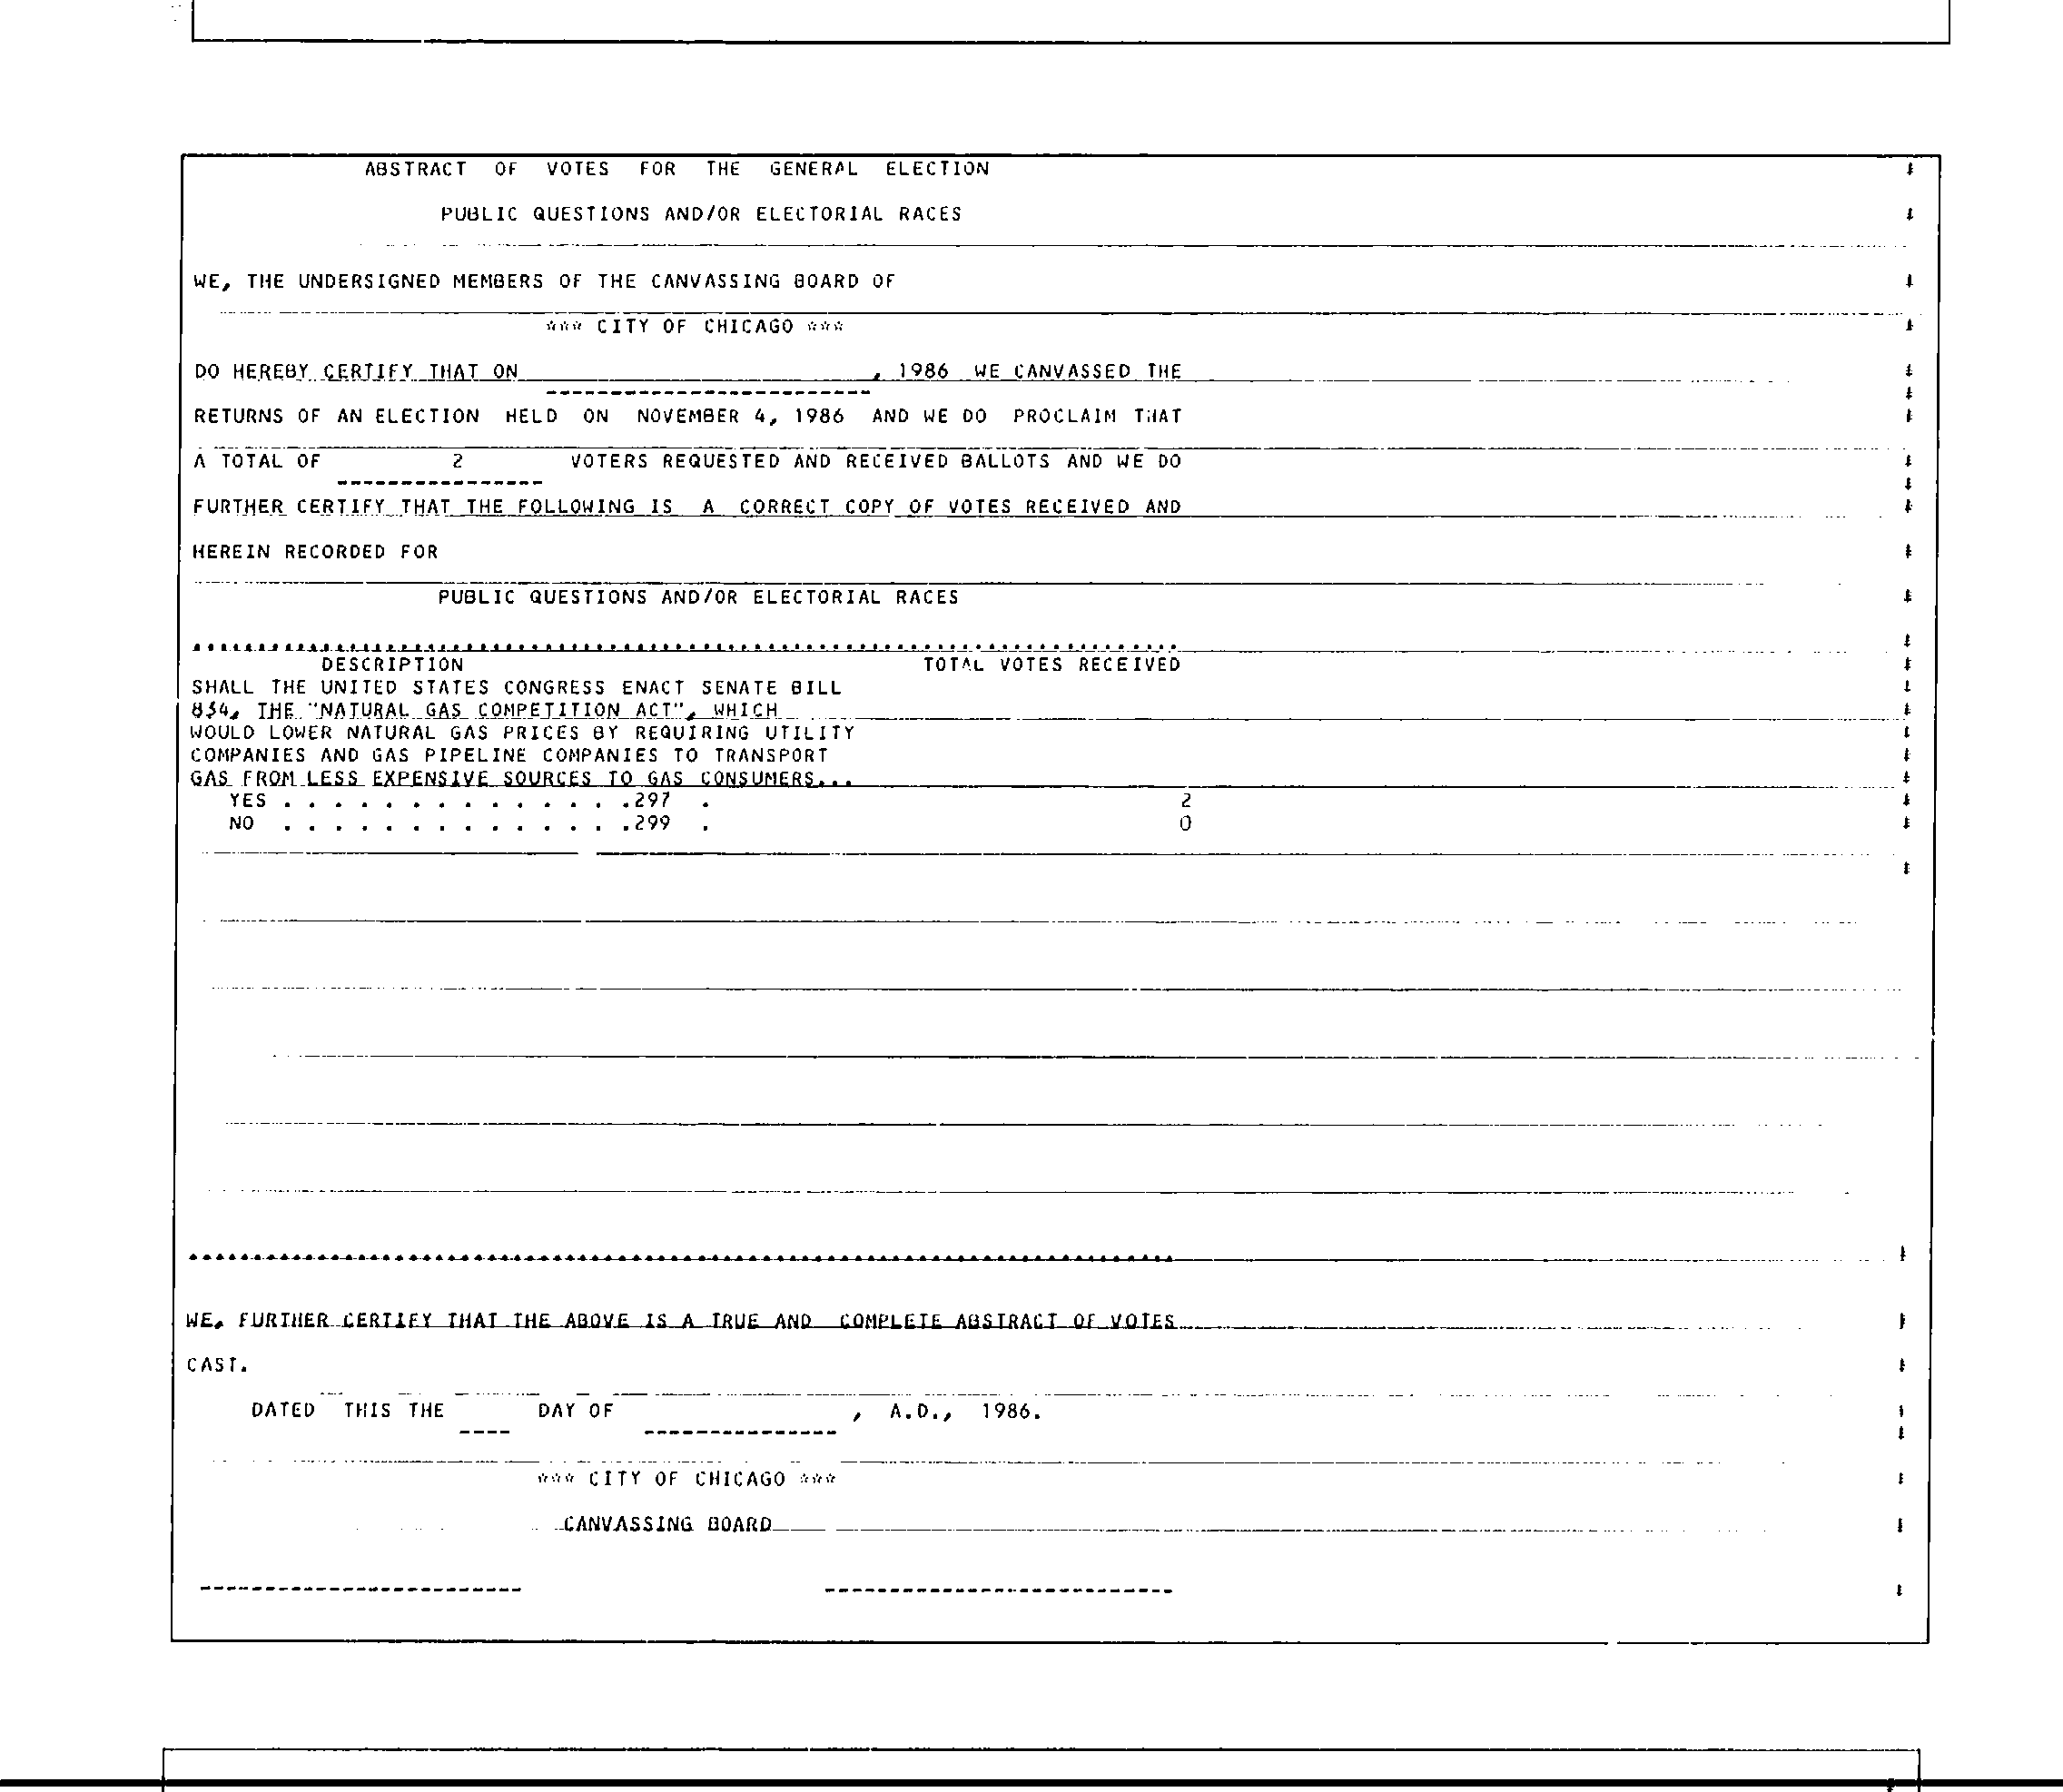 ABSTRACT OF VOTES FOR THE GENERAL ELECTION
PUBLIC QUESTIONS AND/OR ELECTORIAL RACES
WE, THE UNDERSIGNED MEMBERS OF THE CANVASSING BOARD OF
*** CITY OF CHICAGO ***
DO HEREBY CERTIFY THAT ON , 1986 WE CANVASSED THE
RETURNS OF AN ELECTION HELD ON NOVEMBER 4, 1986 AND WE DO PROCLAIM THAT
A TOTAL OF 2 VOTERS REQUESTED AND RECEIVED BALLOTS AND WE DO
FURTHER CERTIFY THAT THE FOLLOWING IS A CORRECT COPY OF VOTES RECEIVED AND
HEREIN RECORDED FOR
PUBLIC QUESTIONS AND/OR ELECTORIAL RACES
DESCRIPTION TOTAL VOTES RECEIVED
SHALL THE UNITED STATES CONGRESS ENACT SENATE BILL
834, THE "NATURAL GAS COMPETITION ACT", WHICH
WOULD LOWER NATURAL GAS PRICES BY REQUIRING UTILITY
COMPANIES AND GAS PIPELINE COMPANIES TO TRANSPORT
GAS FROM LESS EXPENSIVE SOURCES TO GAS CONSUMERS...
YES . . . . . . . . . . . . . .297 . 2
NO . . . . . . . . . . . . . .299 . 0
WE, FURTHER CERTIFY THAT THE ABOVE IS A TRUE AND COMPLETE ABSTRACT OF VOTES
CAST.
DATED THIS THE ____ DAY OF _______________ , A.D., 1986.
*** CITY OF CHICAGO ***
CANVASSING BOARD